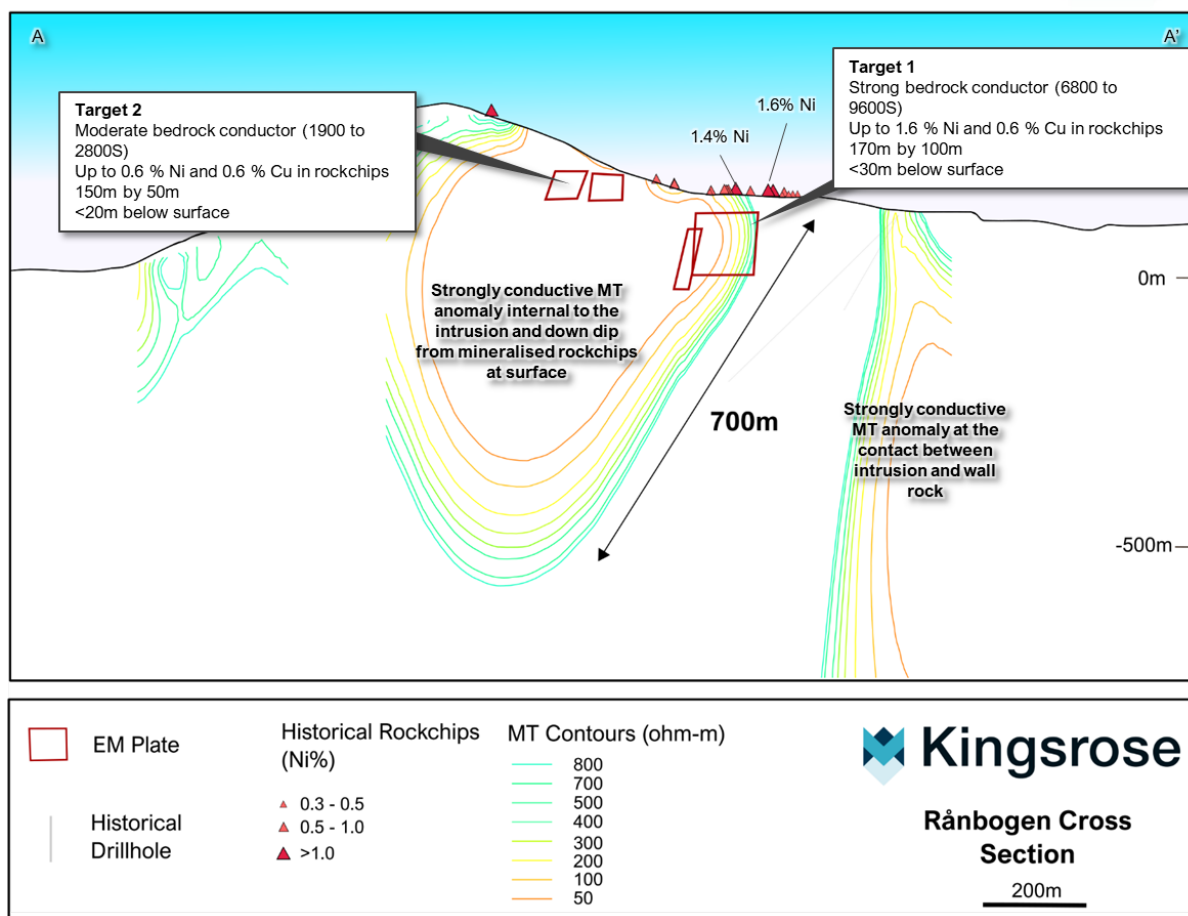 A
A'
Target 2
Moderate bedrock conductor (1900 to
2800S)
Up to 0.6 % Ni and 0.6 % Cu in rockchips
150m by 50m
<20m below surface
Target 1
Strong bedrock conductor (6800 to
9600S)
Up to 1.6 % Ni and 0.6 % Cu in rockchips
170m by 100m
<30m below surface
1.6% Ni
1.4% Ni
0m
Strongly conductive MT
anomaly internal to the
intrusion and down dip
from mineralised rockchips
at surface
700m
Strongly conductive
MT anomaly at the
contact between
intrusion and wall
rock
-500m
EM Plate
Historical
Drillhole
Historical Rockchips
(Ni%)
0.3 - 0.5
0.5 - 1.0
>1.0
MT Contours (ohm-m)
800
700
500
400
300
200
100
50
Kingsrose
Rånbogen Cross
Section
200m